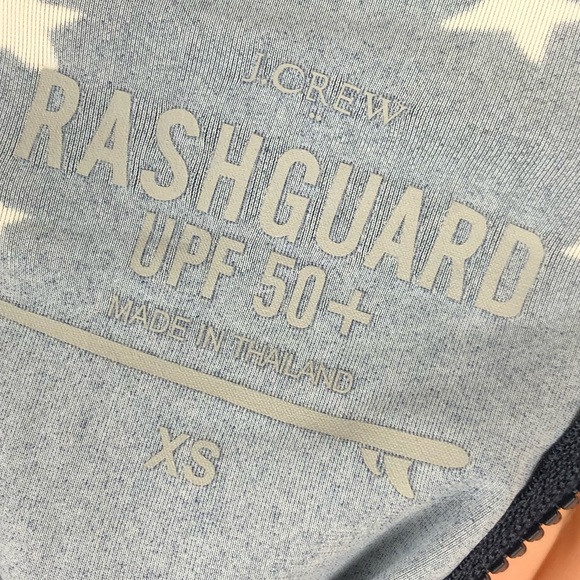 J.CREW
RASHGUARD
UPF 50+
MADE IN THAILAND
XS